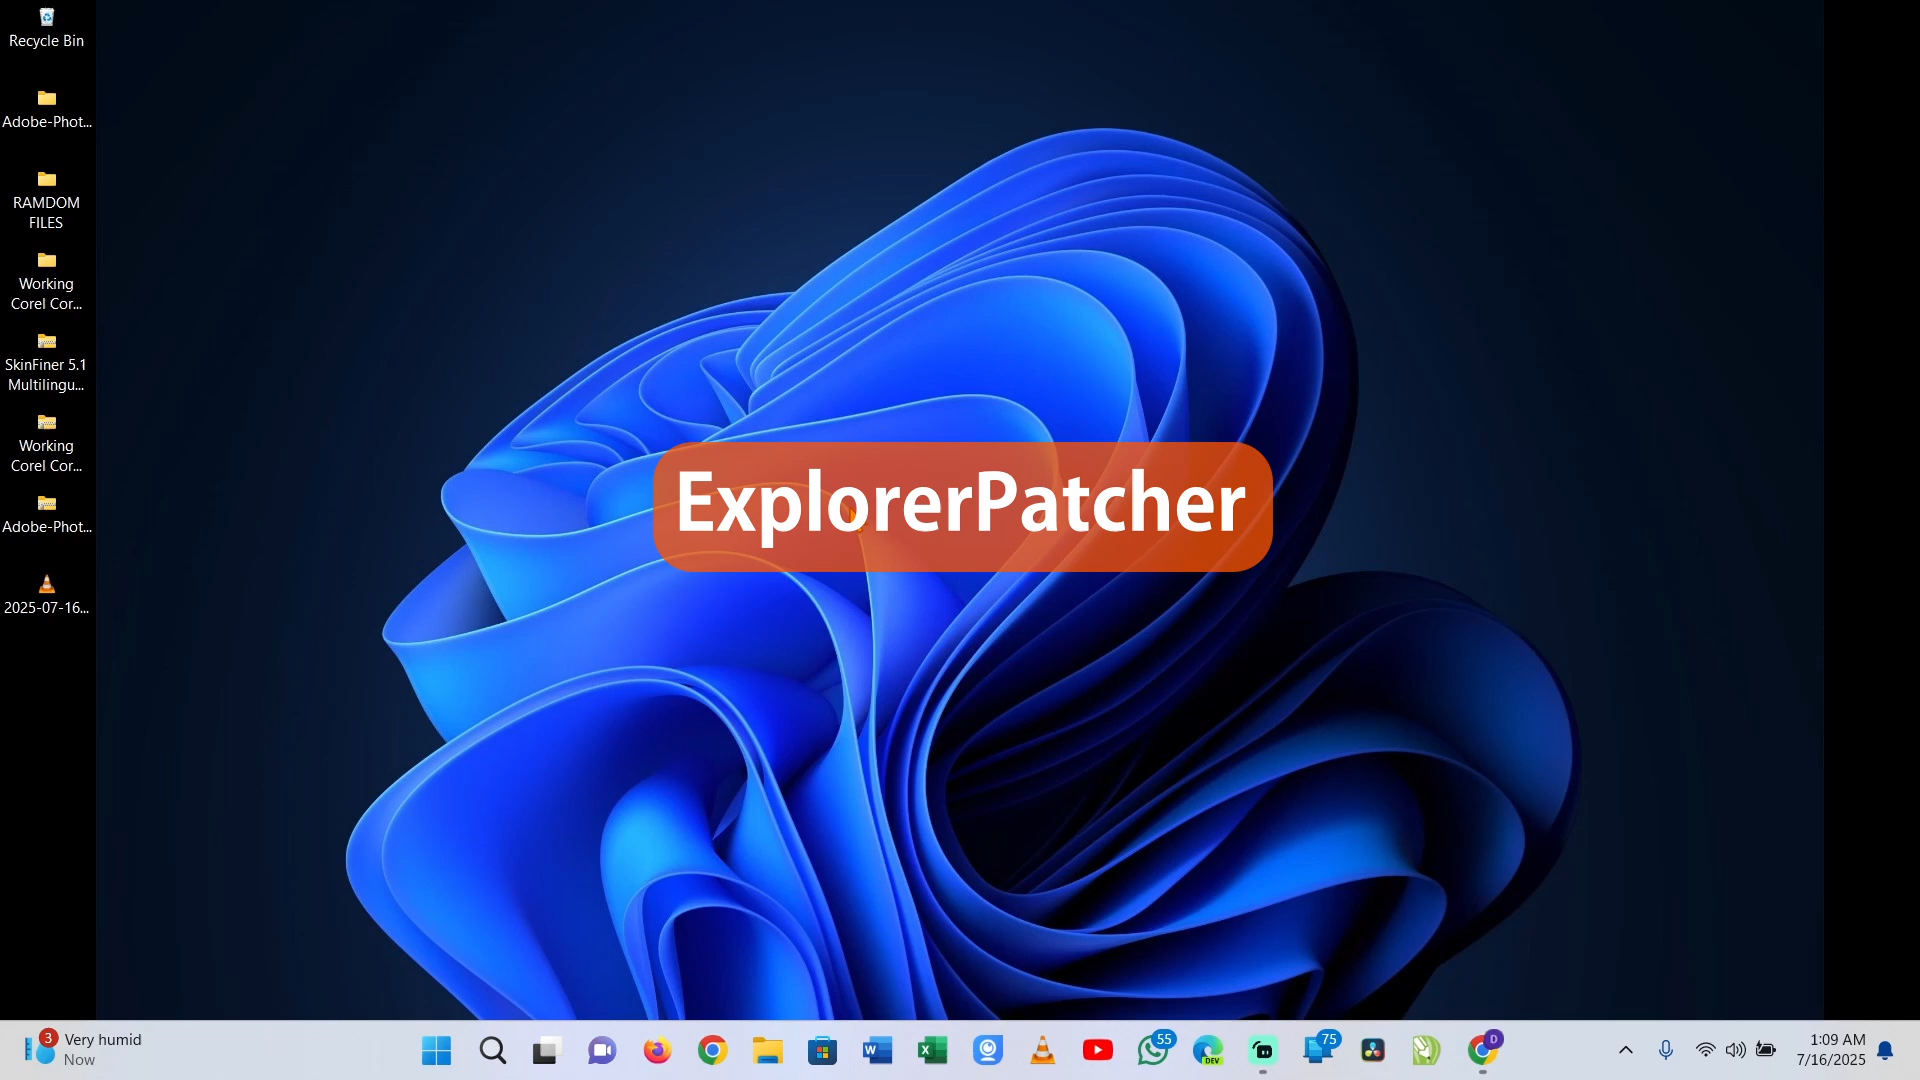 Recycle Bin
Adobe-Phot...
RAMDOM
FILES
Working
Corel Cor...
SkinFiner 5.1
Multilingu...
Working
Corel Cor...
Adobe-Phot...
2025-07-16...
ExplorerPatcher
3
Very humid
Now
W
X
55
DEV
75
D
1:09 AM
7/16/2025